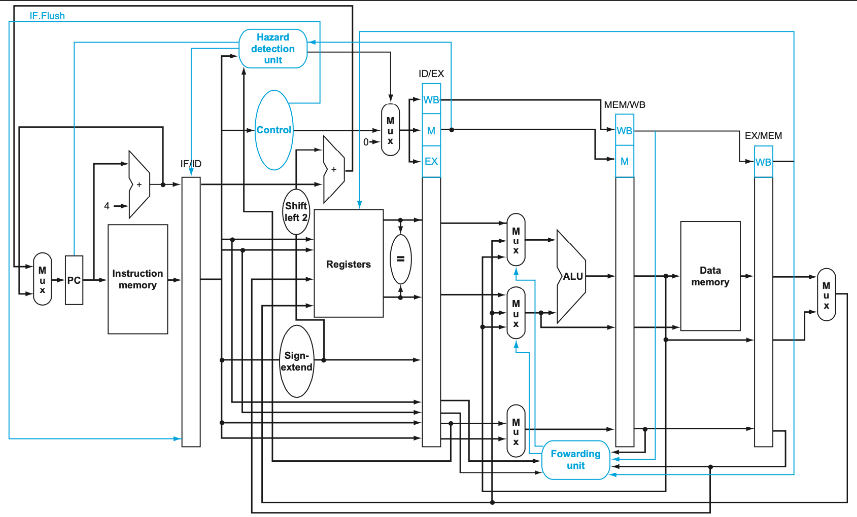 IF.Flush
Hazard
detection
unit
ID/EX
WB
M
EX
Control
M
u
x
0
MEM/WB
WB
M
EX/MEM
WB
IF/ID
+
4
+
Shift
left 2
M
u
x
PC
Instruction
memory
Registers
=
M
u
x
M
u
x
ALU
Data
memory
M
u
x
Sign-
extend
M
u
x
Fowarding
unit